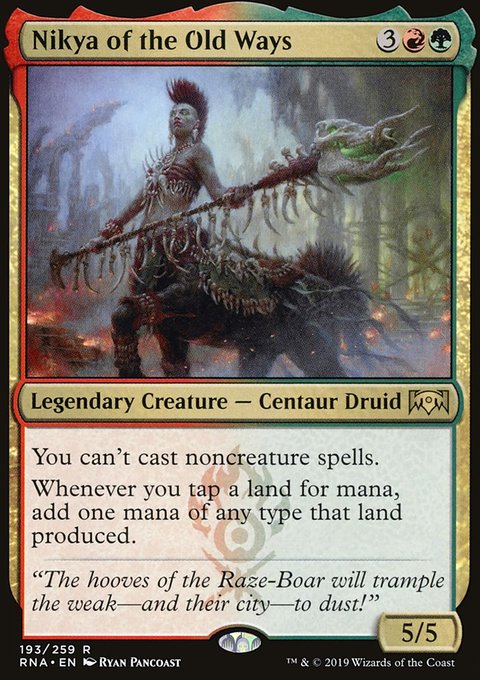 Nikya of the Old Ways 3
Legendary Creature — Centaur Druid
You can't cast noncreature spells.
Whenever you tap a land for mana,
add one mana of any type that land
produced.
“The hooves of the Raze-Boar will trample
the weak—and their city—to dust!”
5/5
193/259 R
RNA • EN Ryan Pancoast
™ & © 2019 Wizards of the Coast